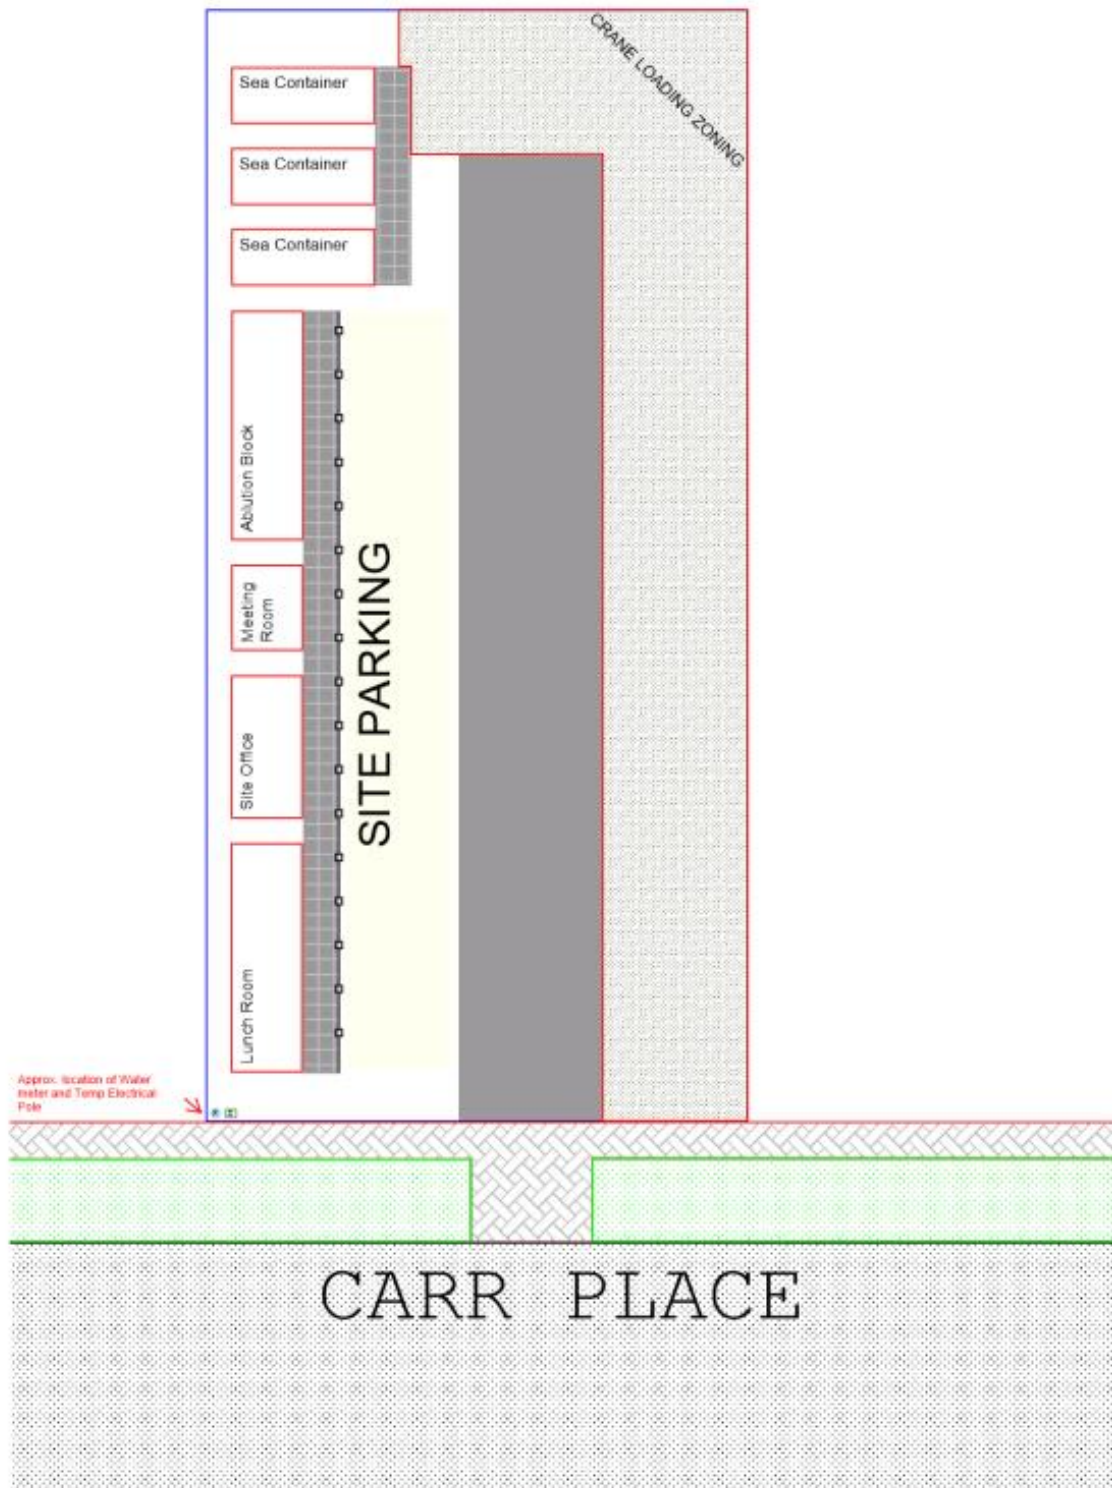 CRANE LOADING ZONING
Sea Container
Sea Container
Sea Container
Ablution Block
Meeting
Room
Site Office
Lunch Room
SITE PARKING
Approx. location of Water
meter and Temp Electrical
Pole
CARR PLACE